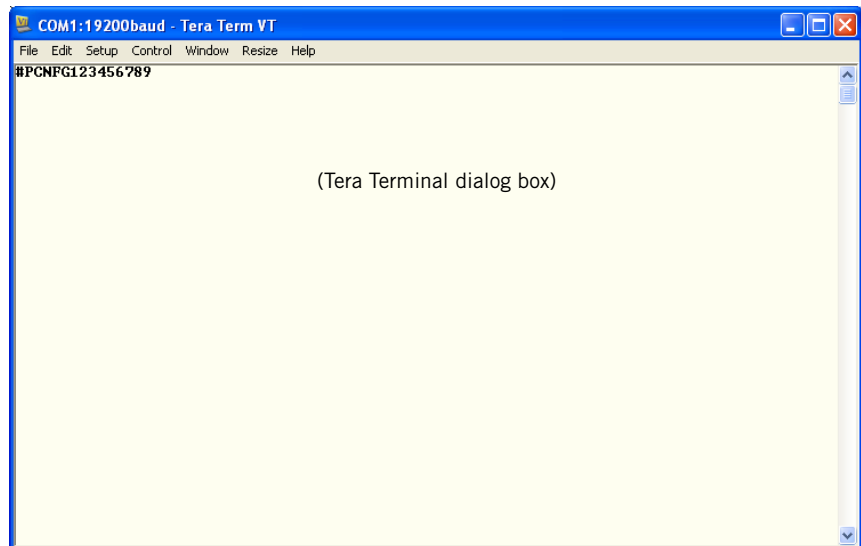 COM1:19200baud - Tera Term VT
File Edit Setup Control Window Resize Help
#PCNFG123456789
(Tera Terminal dialog box)